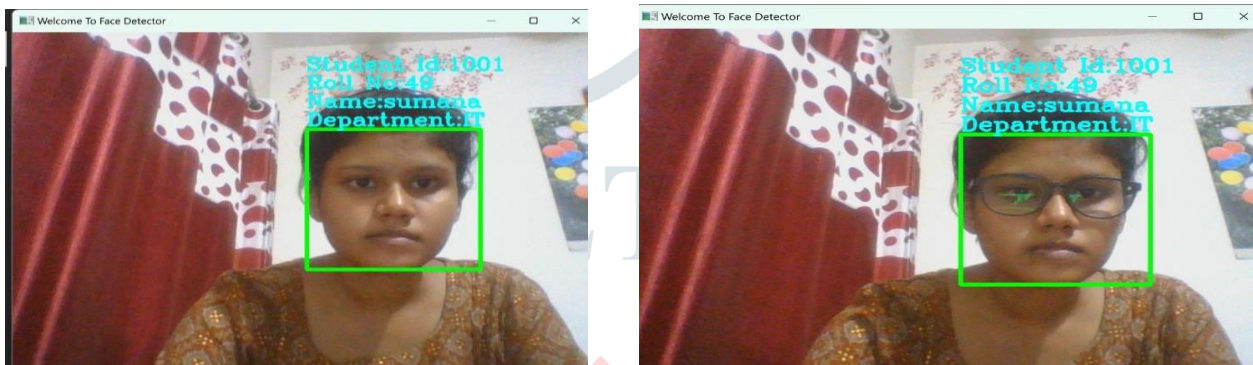 Welcome To Face Detector
Student Id:1001
Roll No:49
Name:sumana
Department:IT
Welcome To Face Detector
Student Id:1001
Roll No:49
Name:sumana
Department:IT